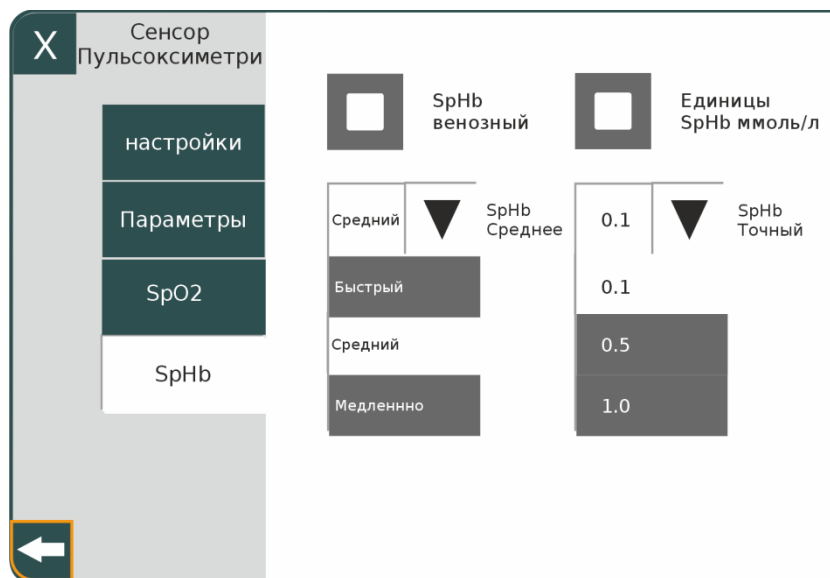 X
Сенсор
Пульсоксиметри
настройки
Параметры
SpO2
SpHb
SpHb
венозный
Единицы
SpHb ммоль/л
Средний
SpHb
Среднее
Быстрый
Средний
Медленнно
0.1
SpHb
Точный
0.1
0.5
1.0